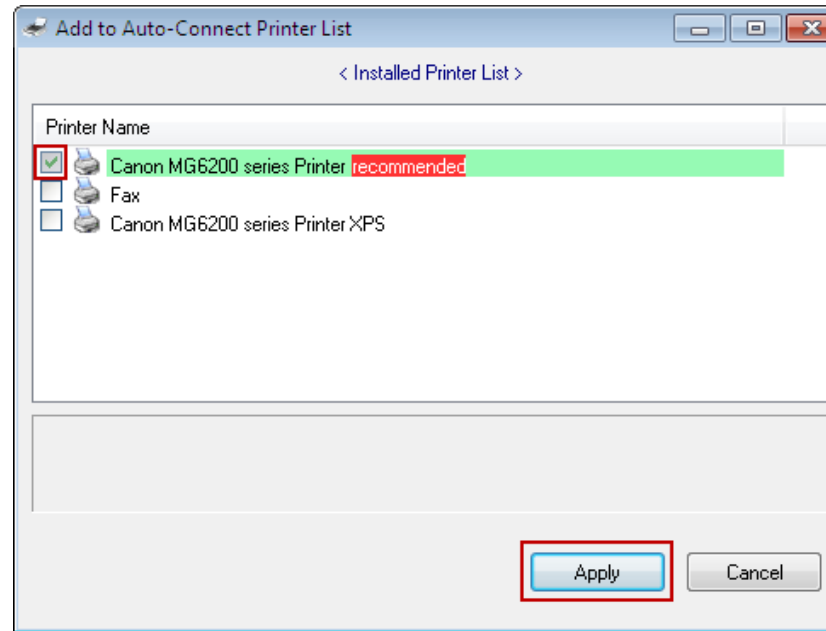 Add to Auto-Connect Printer List
< Installed Printer List >
Printer Name
Canon MG6200 series Printer recommended
Fax
Canon MG6200 series Printer XPS
Apply
Cancel